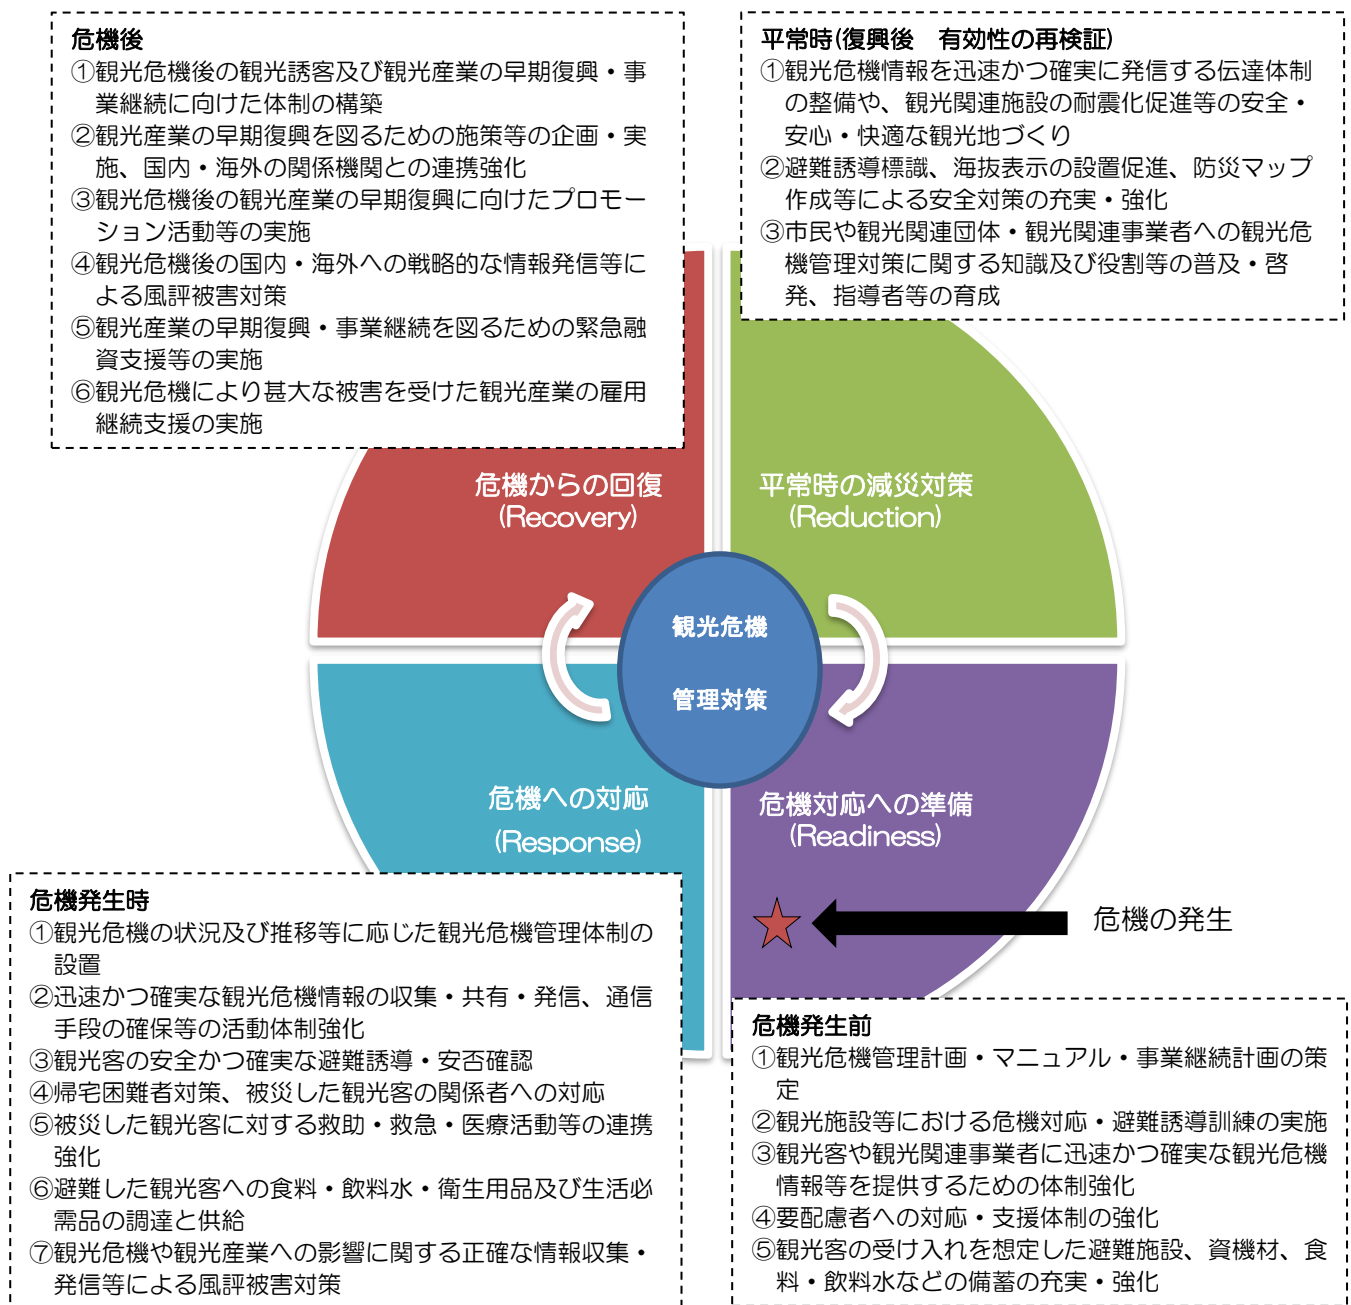 危機後
①観光危機後の観光誘客及び観光産業の早期復興・事
業継続に向けた体制の構築
②観光産業の早期復興を図るための施策等の企画・実
施、国内・海外の関係機関との連携強化
③観光危機後の観光産業の早期復興に向けたプロモー
ション活動等の実施
④観光危機後の国内・海外への戦略的な情報発信等に
よる風評被害対策
⑤観光産業の早期復興・事業継続を図るための緊急融
資支援等の実施
⑥観光危機により甚大な被害を受けた観光産業の雇用
継続支援の実施
平常時(復興後　有効性の再検証)
①観光危機情報を迅速かつ確実に発信する伝達体制
の整備や、観光関連施設の耐震化促進等の安全・
安心・快適な観光地づくり
②避難誘導標識、海抜表示の設置促進、防災マップ
作成等による安全対策の充実・強化
③市民や観光関連団体・観光関連事業者への観光危
機管理対策に関する知識及び役割等の普及・啓
発、指導者等の育成
危機からの回復
(Recovery)
平常時の減災対策
(Reduction)
観光危機
管理対策
危機への対応
(Response)
危機対応への準備
(Readiness)
危機の発生
危機発生時
①観光危機の状況及び推移等に応じた観光危機管理体制の
設置
②迅速かつ確実な観光危機情報の収集・共有・発信、通信
手段の確保等の活動体制強化
③観光客の安全かつ確実な避難誘導・安否確認
④帰宅困難者対策、被災した観光客の関係者への対応
⑤被災した観光客に対する救助・救急・医療活動等の連携
強化
⑥避難した観光客への食料・飲料水・衛生用品及び生活必
需品の調達と供給
⑦観光危機や観光産業への影響に関する正確な情報収集・
発信等による風評被害対策
危機発生前
①観光危機管理計画・マニュアル・事業継続計画の策
定
②観光施設等における危機対応・避難誘導訓練の実施
③観光客や観光関連事業者に迅速かつ確実な観光危機
情報等を提供するための体制強化
④要配慮者への対応・支援体制の強化
⑤観光客の受け入れを想定した避難施設、資機材、食
料・飲料水などの備蓄の充実・強化